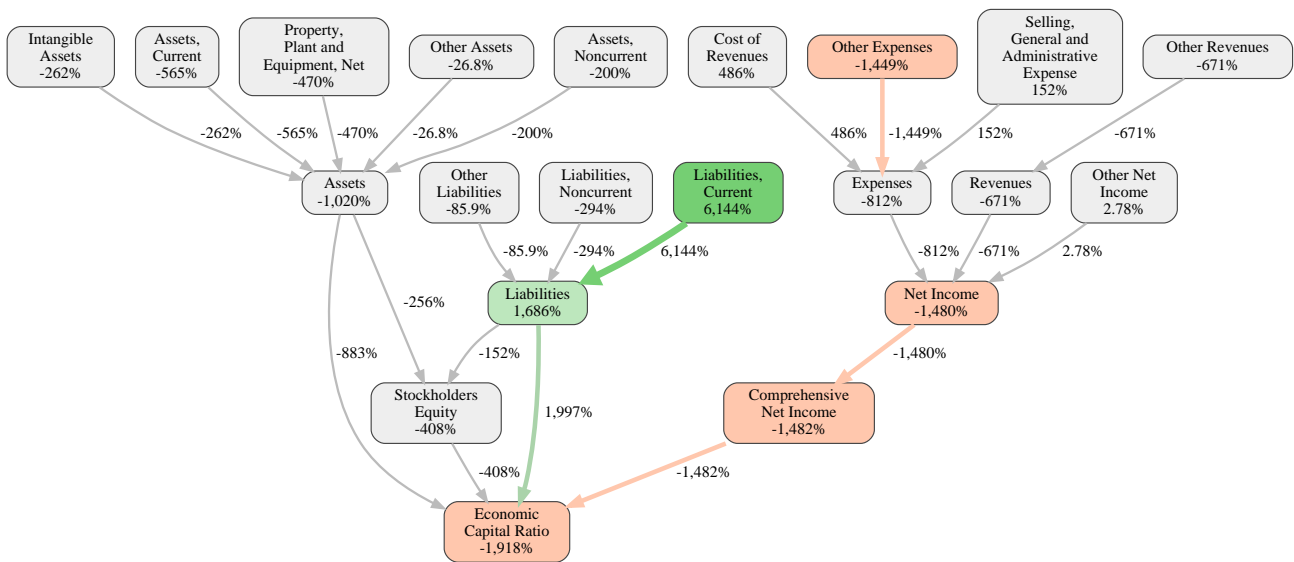 Intangible
Assets
-262%
Assets,
Current
-565%
Property,
Plant and
Equipment, Net
-470%
Other Assets
-26.8%
Assets,
Noncurrent
-200%
Cost of
Revenues
486%
Other Expenses
-1,449%
Selling,
General and
Administrative
Expense
152%
Other Revenues
-671%
-262%
-565%
-470%
-26.8%
-200%
486%
-1,449%
152%
-671%
Assets
-1,020%
Other
Liabilities
-85.9%
Liabilities,
Noncurrent
-294%
Liabilities,
Current
6,144%
Expenses
-812%
Revenues
-671%
Other Net
Income
2.78%
-85.9%
-294%
6,144%
-812%
-671%
2.78%
-256%
Liabilities
1,686%
Net Income
-1,480%
-883%
-152%
-1,480%
Stockholders
Equity
-408%
1,997%
Comprehensive
Net Income
-1,482%
-408%
-1,482%
Economic
Capital Ratio
-1,918%